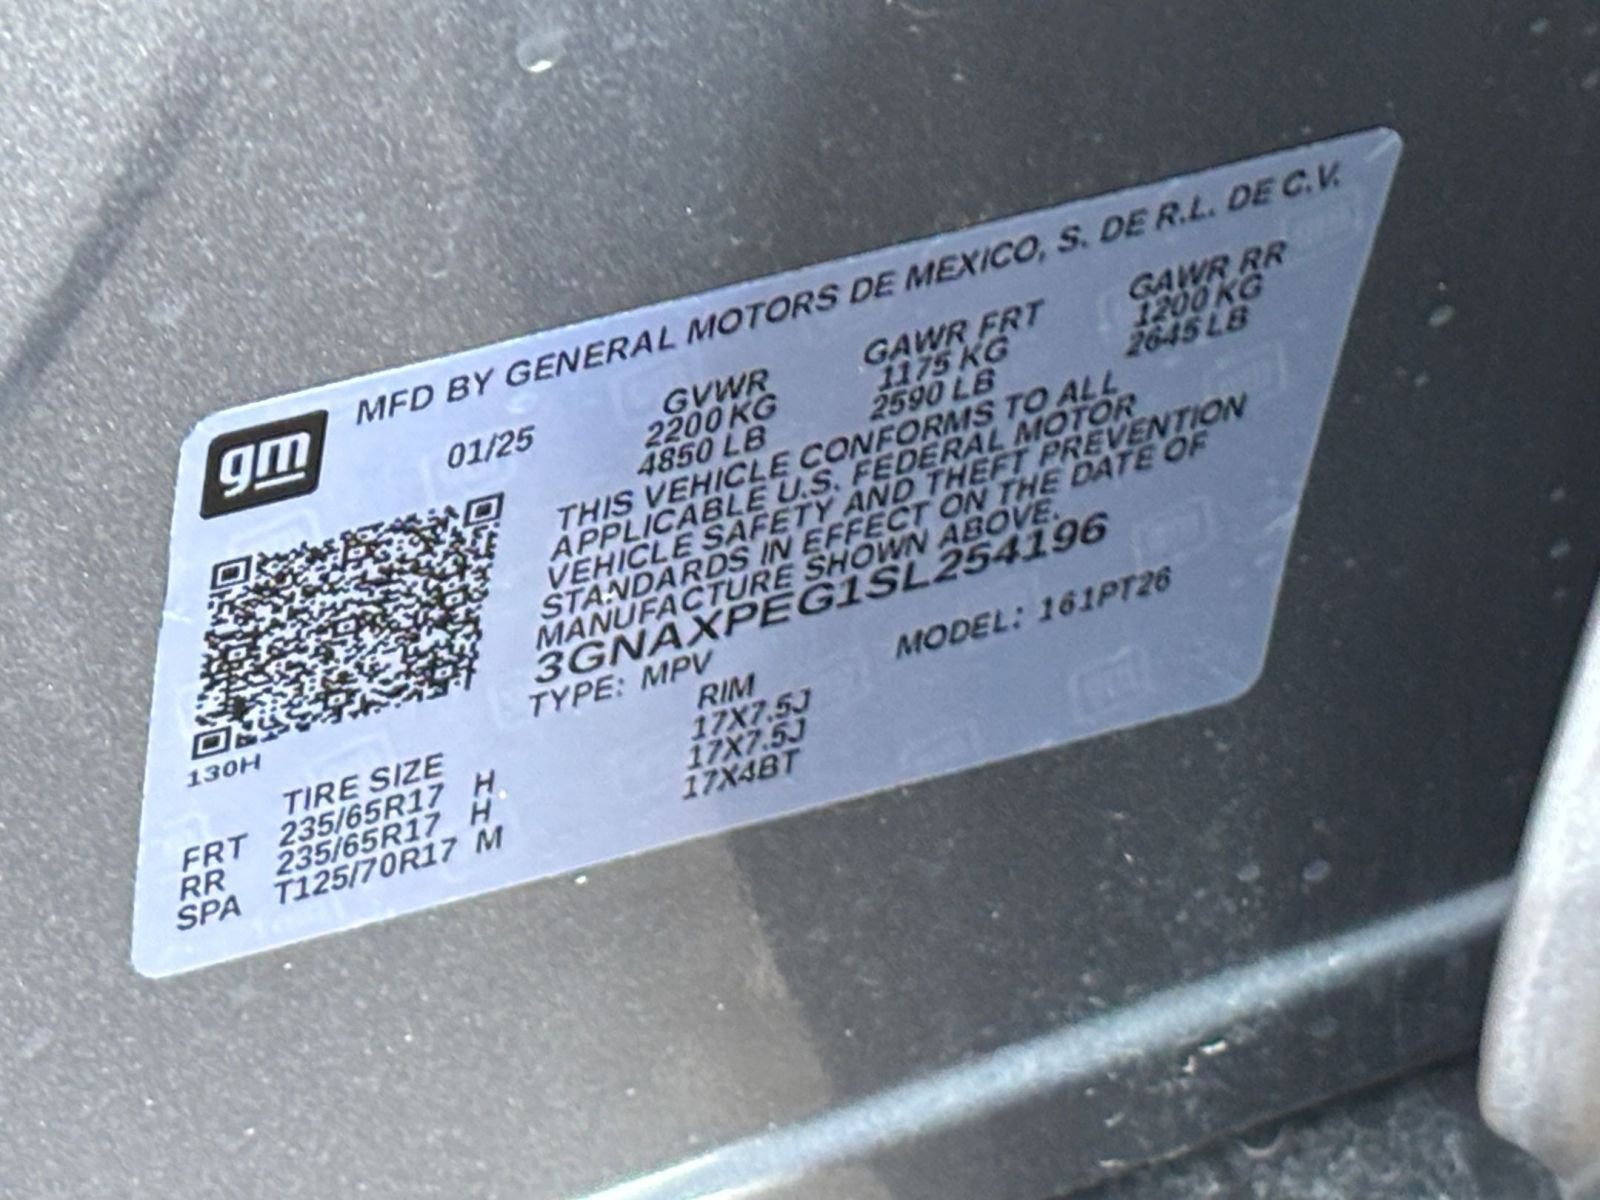 gm
MFD BY GENERAL MOTORS DE MEXICO, S. DE R.L. DE C.V.
01/25
GVWR GAWR FRT GAWR RR
2200 KG 1175 KG 1200 KG
4850 LB 2590 LB 2645 LB
THIS VEHICLE CONFORMS TO ALL
APPLICABLE U.S. FEDERAL MOTOR
VEHICLE SAFETY AND THEFT PREVENTION
STANDARDS IN EFFECT ON THE DATE OF
MANUFACTURE SHOWN ABOVE.
3GNAXPEG1SL254196
TYPE: MPV MODEL: 161PT26
130H
TIRE SIZE RIM
FRT 235/65R17 H 17X7.5J
RR 235/65R17 H 17X7.5J
SPA T125/70R17 M 17X4BT